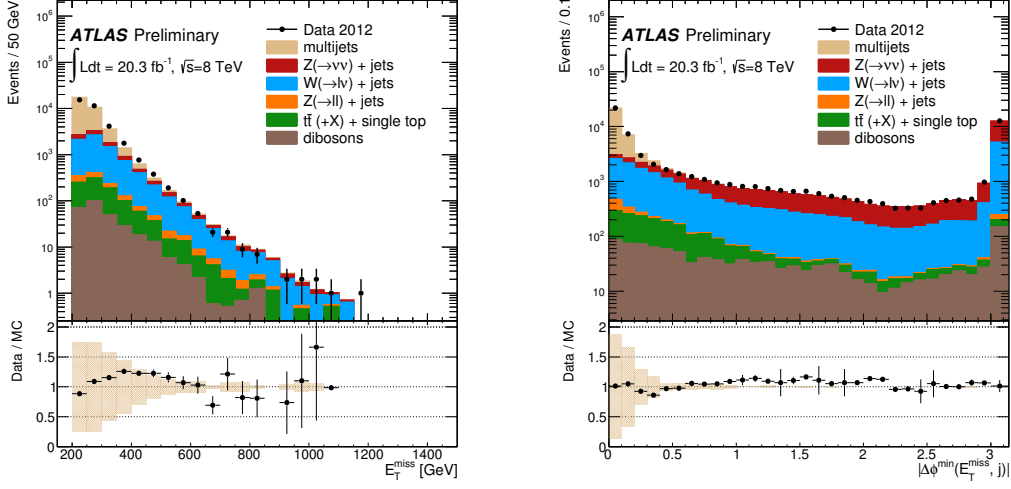 Events / 50 GeV
10⁶
10⁵
10⁴
10³
10²
10
1
ATLAS Preliminary
∫ Ldt = 20.3 fb⁻¹, √s=8 TeV
Data 2012
multijets
Z(→νν) + jets
W(→lν) + jets
Z(→ll) + jets
tt̄ (+X) + single top
dibosons
Data / MC
2
1.5
1
0.5
0
200 400 600 800 1000 1200 1400
E_T^miss [GeV]
Events / 0.1
10⁶
10⁵
10⁴
10³
10²
10
ATLAS Preliminary
∫ Ldt = 20.3 fb⁻¹, √s=8 TeV
Data 2012
multijets
Z(→νν) + jets
W(→lν) + jets
Z(→ll) + jets
tt̄ (+X) + single top
dibosons
Data / MC
2
1.5
1
0.5
0
0 0.5 1 1.5 2 2.5 3
|Δϕ^min(E_T^miss, j)|